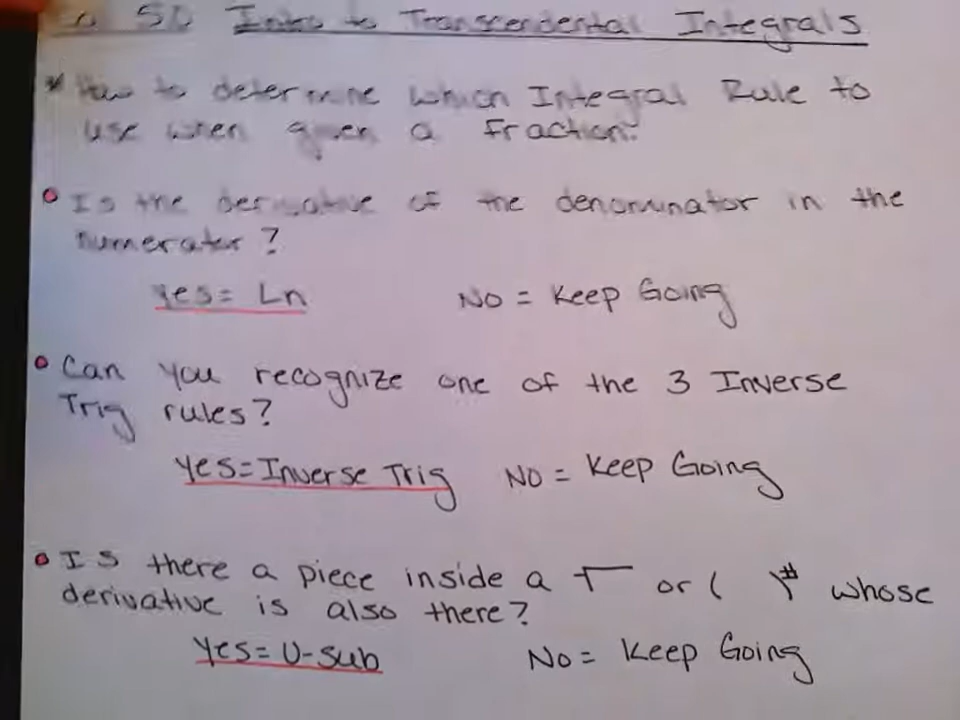 5D Intro to Transcendental Integrals
* How to determine which Integral Rule to
use when given a fraction:
Is the derivative of the denominator in the
numerator?
Yes = Ln No = Keep Going
Can you recognize one of the 3 Inverse
Trig rules?
Yes = Inverse Trig No = Keep Going
Is there a piece inside a √ or ( )# whose
derivative is also there?
Yes = U-sub No = Keep Going